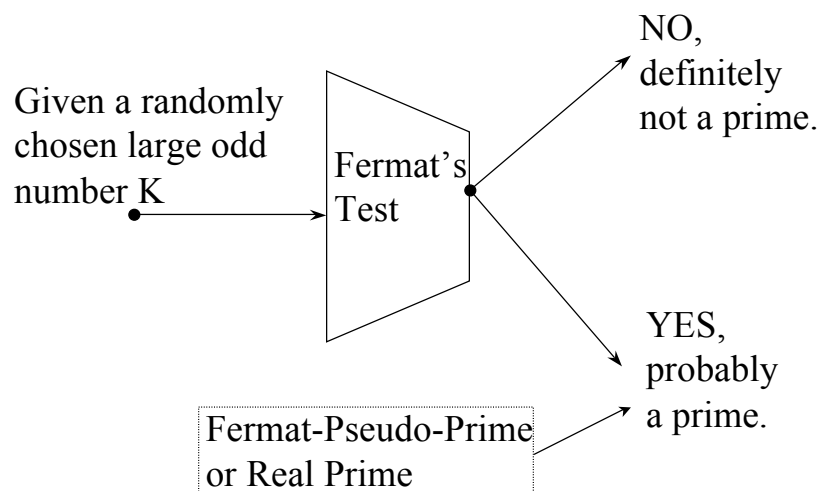 Given a randomly
chosen large odd
number K
Fermat's
Test
NO,
definitely
not a prime.
YES,
probably
a prime.
Fermat-Pseudo-Prime
or Real Prime